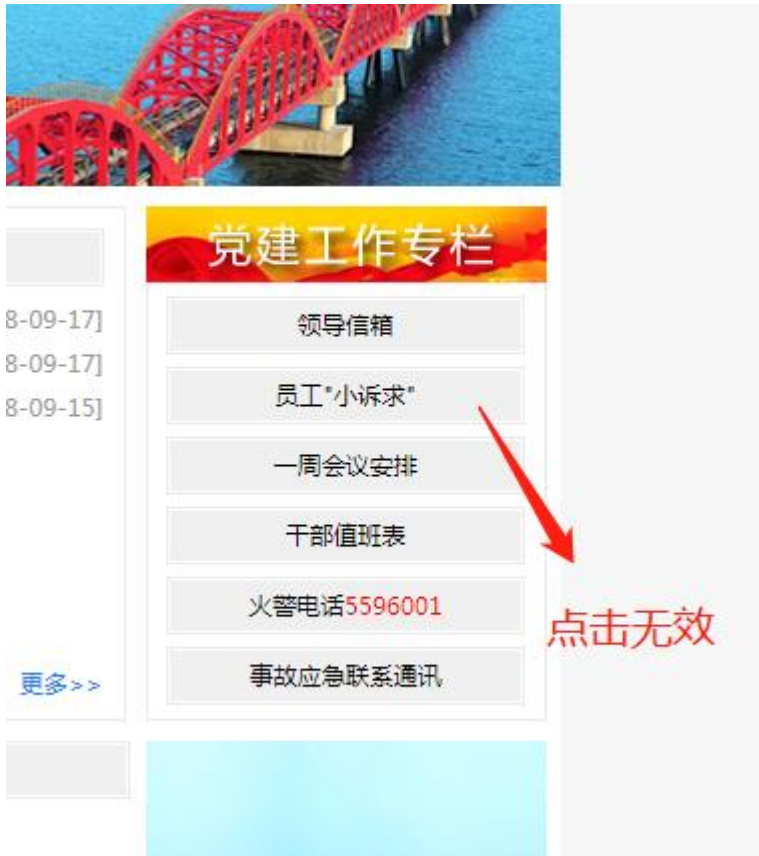 党建工作专栏
领导信箱
8-09-17]
8-09-17]
员工"小诉求"
8-09-15]
一周会议安排
干部值班表
火警电话5596001
点击无效
事故应急联系通讯
更多>>